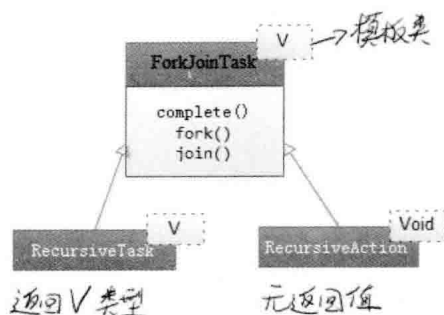 V
模板类
ForkJoinTask
complete()
fork()
join()
V
Void
RecursiveTask
RecursiveAction
返回V类型
无返回值